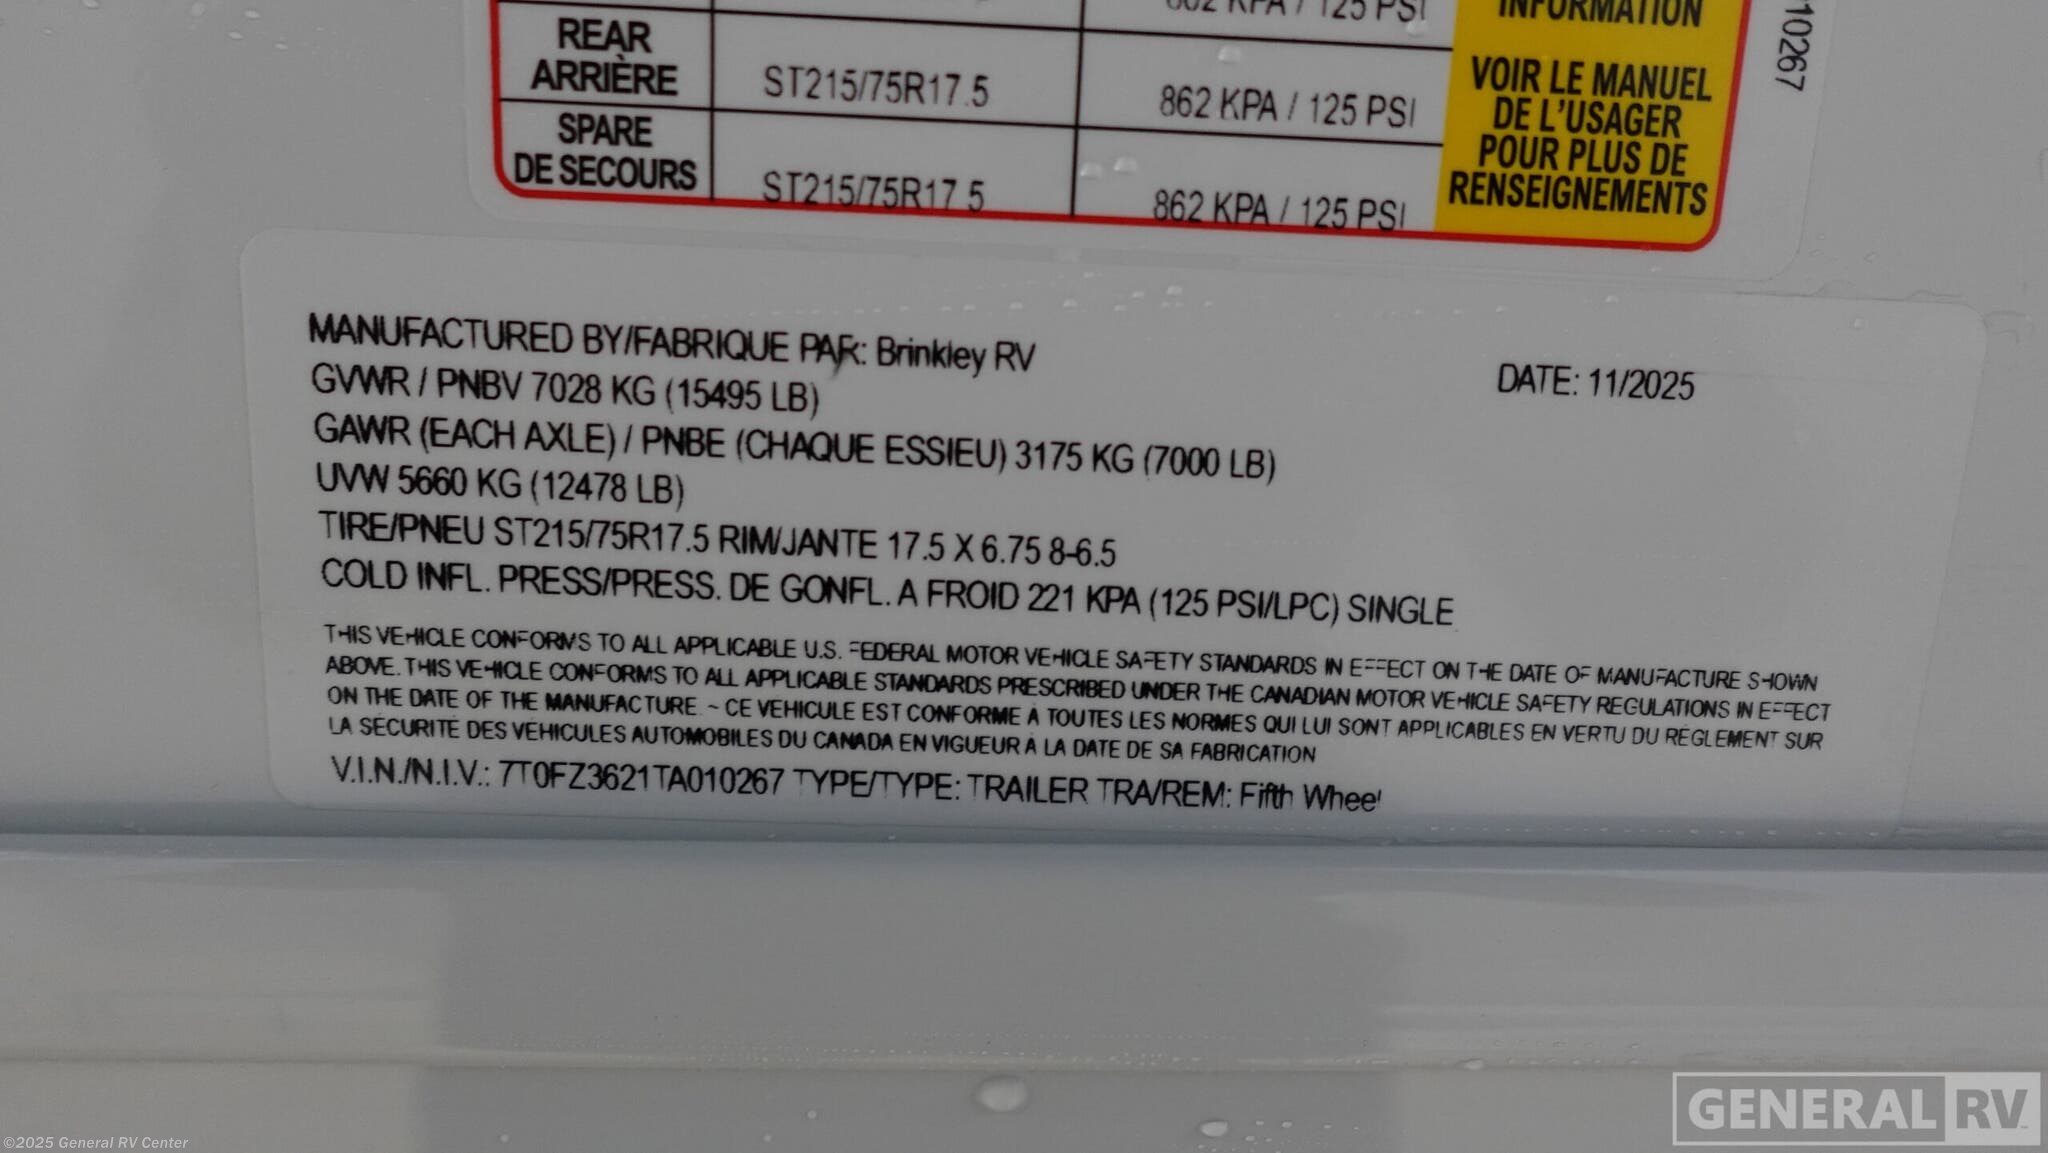 862 KPA / 125 PSI
INFORMATION
REAR
ARRIÈRE
ST215/75R17.5
862 KPA / 125 PSI
VOIR LE MANUEL
DE L'USAGER
POUR PLUS DE
RENSEIGNEMENTS
SPARE
DE SECOURS
ST215/75R17.5
862 KPA / 125 PSI
10267
MANUFACTURED BY/FABRIQUE PAR: Brinkley RV
DATE: 11/2025
GVWR / PNBV 7028 KG (15495 LB)
GAWR (EACH AXLE) / PNBE (CHAQUE ESSIEU) 3175 KG (7000 LB)
UVW 5660 KG (12478 LB)
TIRE/PNEU ST215/75R17.5 RIM/JANTE 17.5 X 6.75 8-6.5
COLD INFL. PRESS/PRESS. DE GONFL. A FROID 221 KPA (125 PSI/LPC) SINGLE
THIS VEHICLE CONFORMS TO ALL APPLICABLE U.S. FEDERAL MOTOR VEHICLE SAFETY STANDARDS IN EFFECT ON THE DATE OF MANUFACTURE SHOWN
ABOVE. THIS VEHICLE CONFORMS TO ALL APPLICABLE STANDARDS PRESCRIBED UNDER THE CANADIAN MOTOR VEHICLE SAFETY REGULATIONS IN EFFECT
ON THE DATE OF THE MANUFACTURE. ~ CE VEHICULE EST CONFORME À TOUTES LES NORMES QUI LUI SONT APPLICABLES EN VERTU DU RÈGLEMENT SUR
LA SÉCURITÉ DES VÉHICULES AUTOMOBILES DU CANADA EN VIGUEUR À LA DATE DE SA FABRICATION
V.I.N./N.I.V.: 7T0FZ3621TA010267 TYPE/TYPE: TRAILER TRA/REM: Fifth Wheel
GENERAL RV
©2025 General RV Center